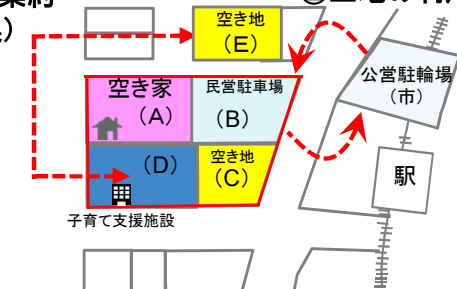 空き地
（E）
空き家
（A）
民営駐車場
（B）
公営駐輪場
（市）
（D）
空き地
（C）
駅
子育て支援施設